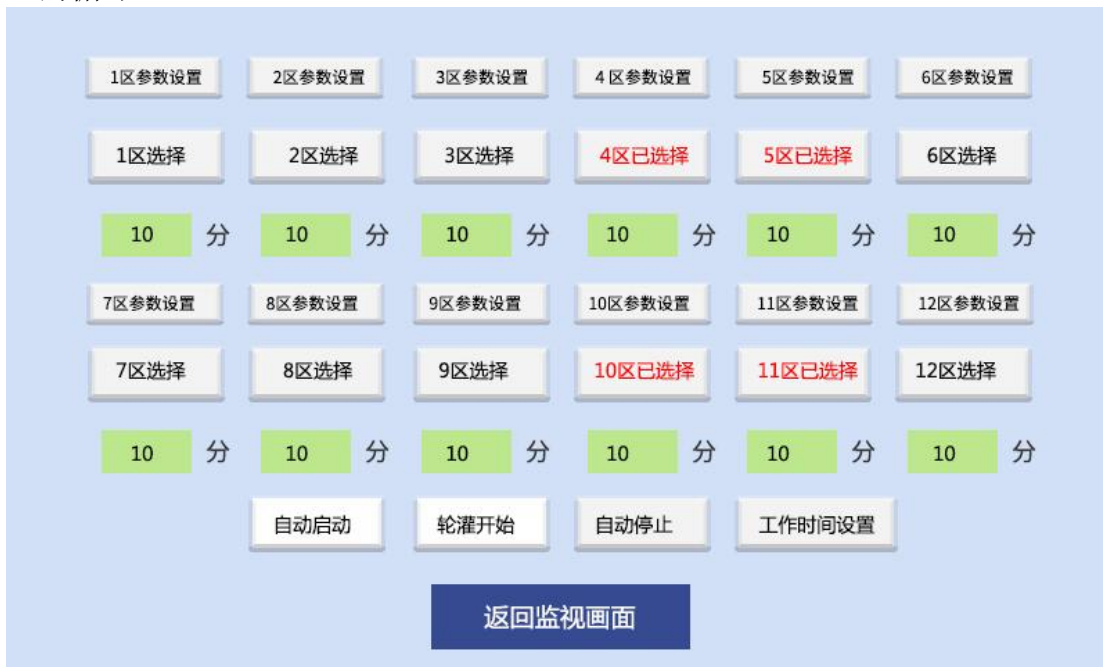 1区参数设置 2区参数设置 3区参数设置 4 区参数设置 5区参数设置 6区参数设置
1区选择 2区选择 3区选择 4区已选择 5区已选择 6区选择
10 分 10 分 10 分 10 分 10 分 10 分
7区参数设置 8区参数设置 9区参数设置 10区参数设置 11区参数设置 12区参数设置
7区选择 8区选择 9区选择 10区已选择 11区已选择 12区选择
10 分 10 分 10 分 10 分 10 分 10 分
自动启动 轮灌开始 自动停止 工作时间设置
返回监视画面